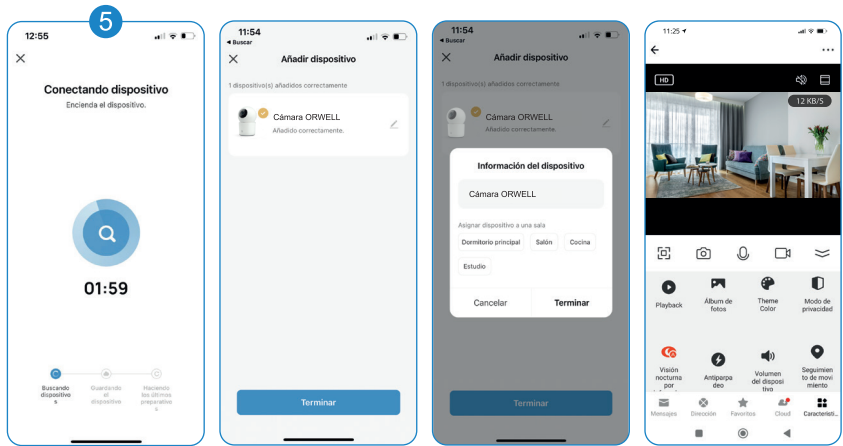 5
12:55
Conectando dispositivo
Encienda el dispositivo.
01:59
Buscando
dispositivo
s
Guantando
el
dispositivo
Haciendo
los últimos
preparativo
s
11:54
Buscar
Añadir dispositivo
1 dispositivo(s) añadidos correctamente
Cámara ORWELL
Añadido correctamente.
Terminar
11:54
Buscar
Añadir dispositivo
1 dispositivo(s) añadidos correctamente
Cámara ORWELL
Añadido correctamente.
Información del dispositivo
Cámara ORWELL
Asignar dispositivo a una sala
Dormitorio principal
Salón
Cocina
Estudio
Cancelar
Terminar
Terminar
11:25
HD
12 KB/S
Playback
Álbum de
fotos
Theme
Color
Modo de
privacidad
Visión
nocturna
por
Antiparpa
deo
Volumen
del disposi
tivo
Seguimien
to de movi
miento
Mensajes
Dirección
Favoritos
Cloud
Característi...